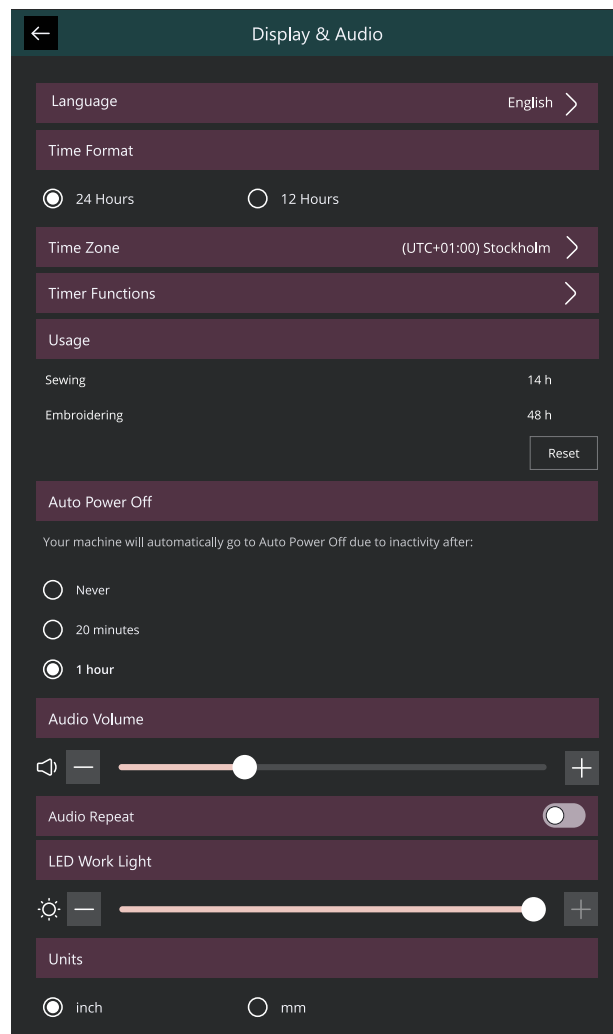 Display & Audio
Language English
Time Format
24 Hours 12 Hours
Time Zone (UTC+01:00) Stockholm
Timer Functions
Usage
Sewing 14 h
Embroidering 48 h
Reset
Auto Power Off
Your machine will automatically go to Auto Power Off due to inactivity after:
Never
20 minutes
1 hour
Audio Volume
Audio Repeat
LED Work Light
Units
inch mm